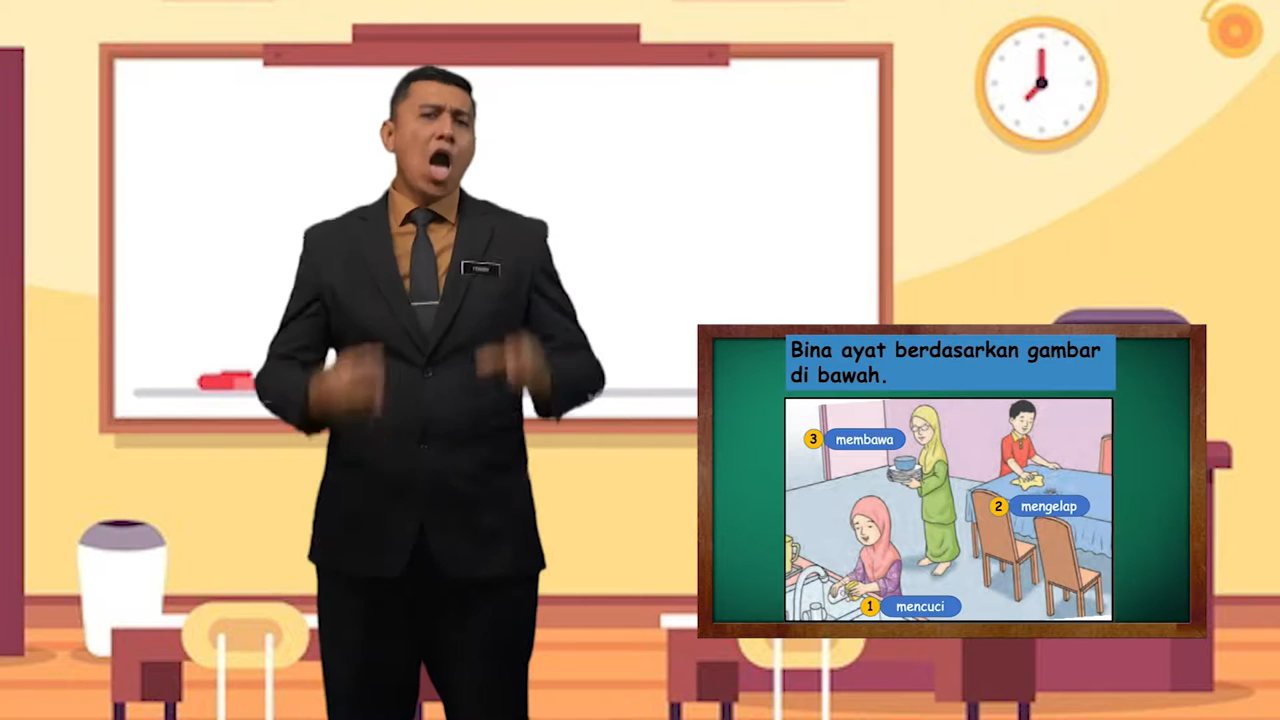 Bina ayat berdasarkan gambar
di bawah.
3 membawa
2 mengelap
1 mencuci